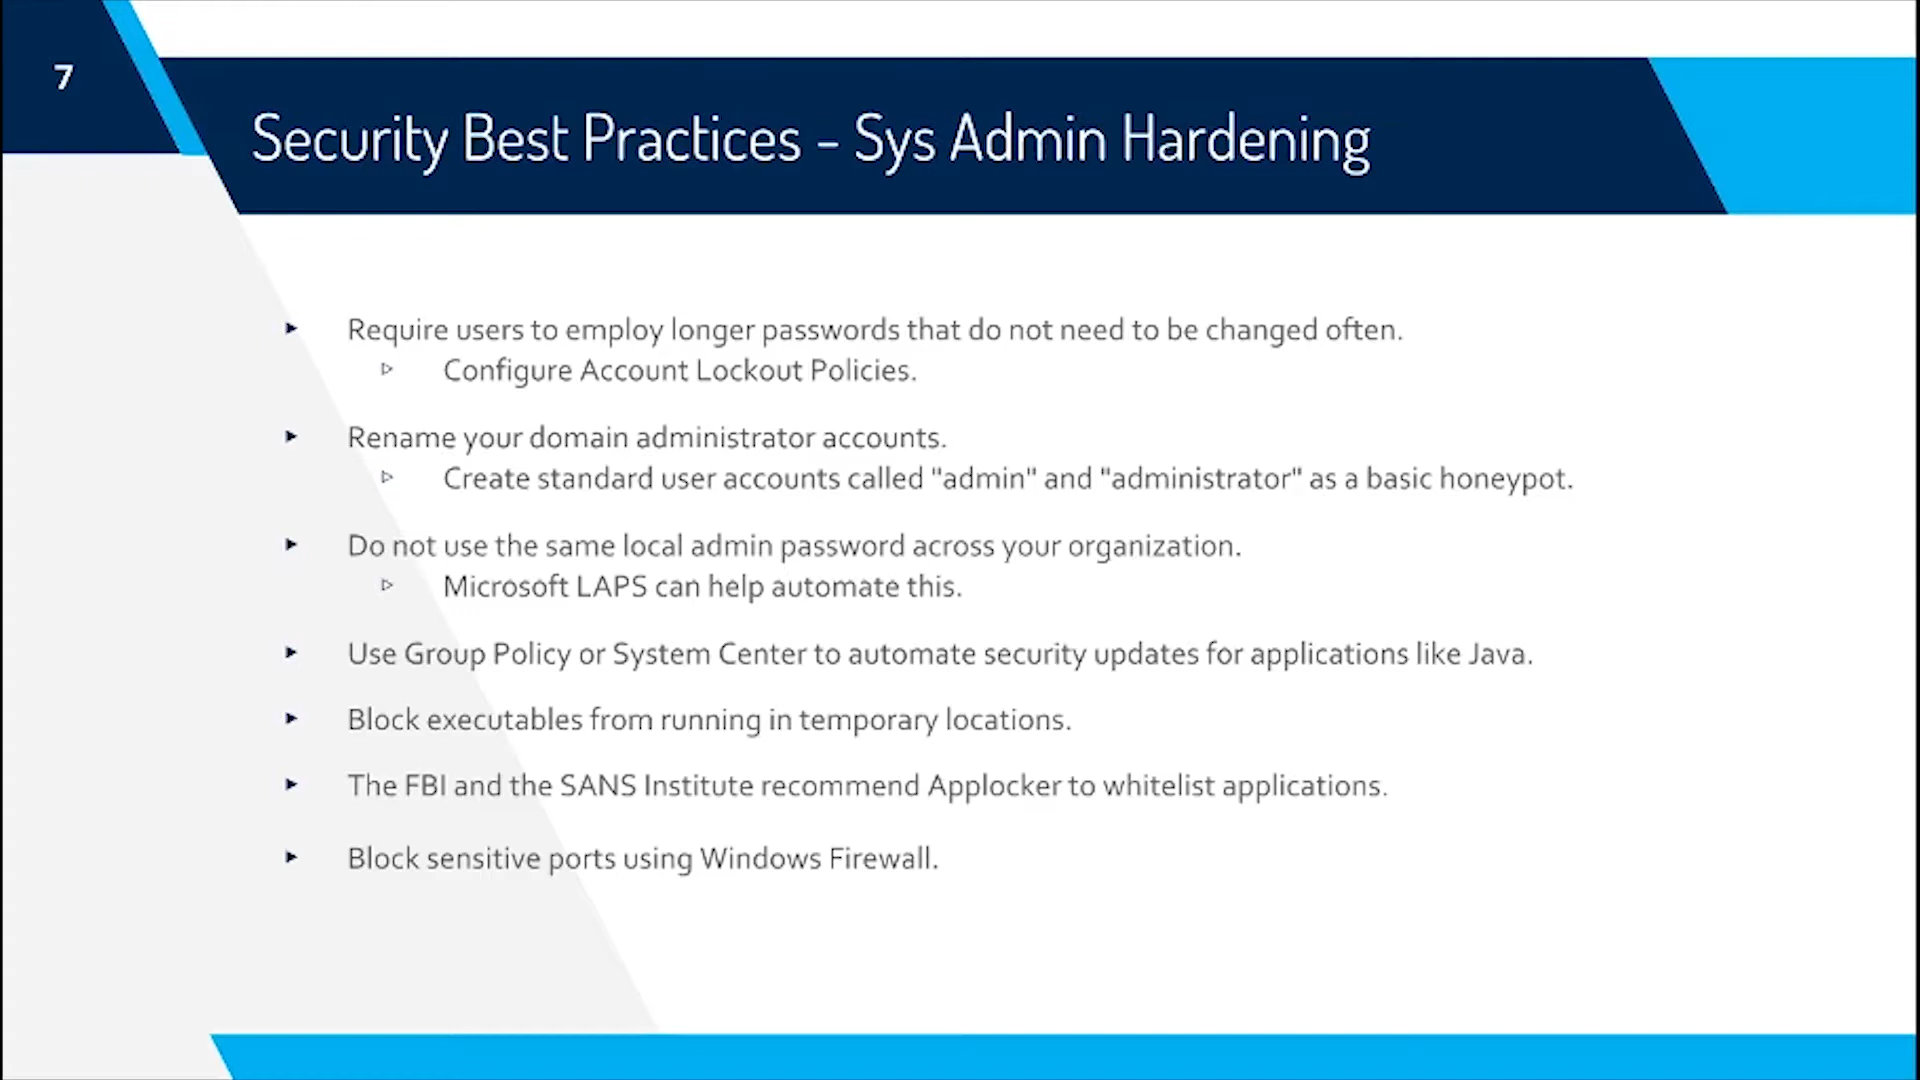 7
Security Best Practices – Sys Admin Hardening
Require users to employ longer passwords that do not need to be changed often.
Configure Account Lockout Policies.
Rename your domain administrator accounts.
Create standard user accounts called "admin" and "administrator" as a basic honeypot.
Do not use the same local admin password across your organization.
Microsoft LAPS can help automate this.
Use Group Policy or System Center to automate security updates for applications like Java.
Block executables from running in temporary locations.
The FBI and the SANS Institute recommend Applocker to whitelist applications.
Block sensitive ports using Windows Firewall.